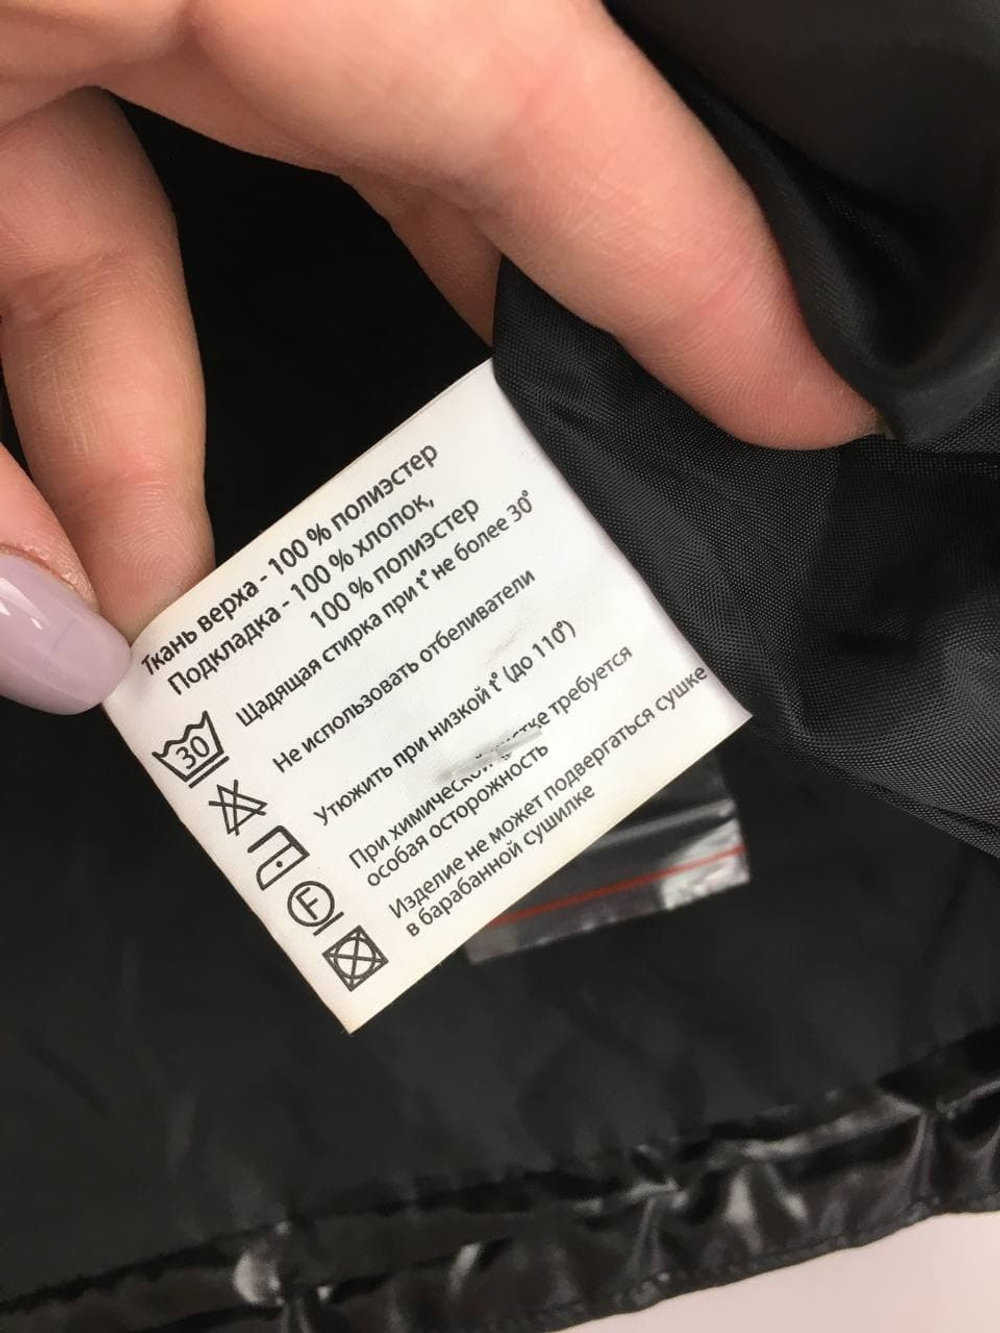 Ткань верха - 100 % полиэстер
Подкладка - 100 % хлопок,
100 % полиэстер
30
Щадящая стирка при t° не более 30°
Не использовать отбеливатели
Утюжить при низкой t° (до 110°)
F
При требуется
особая осторожность
Изделие не может подвергаться сушке
в барабанной сушилке